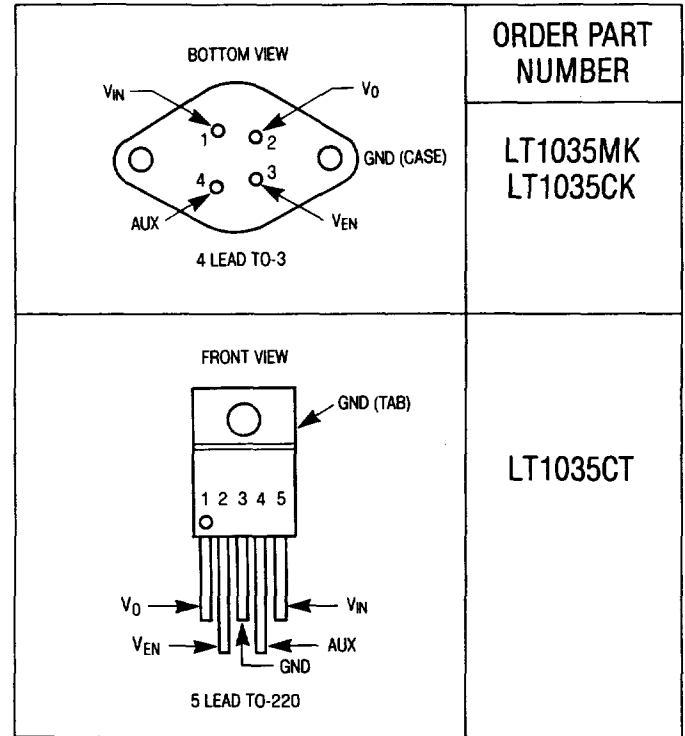 BOTTOM VIEW
VIN
V0
1
2
GND (CASE)
4
3
AUX
VEN
4 LEAD TO-3
ORDER PART
NUMBER
LT1035MK
LT1035CK
FRONT VIEW
GND (TAB)
1 2 3 4 5
V0
VIN
VEN
AUX
GND
5 LEAD TO-220
LT1035CT